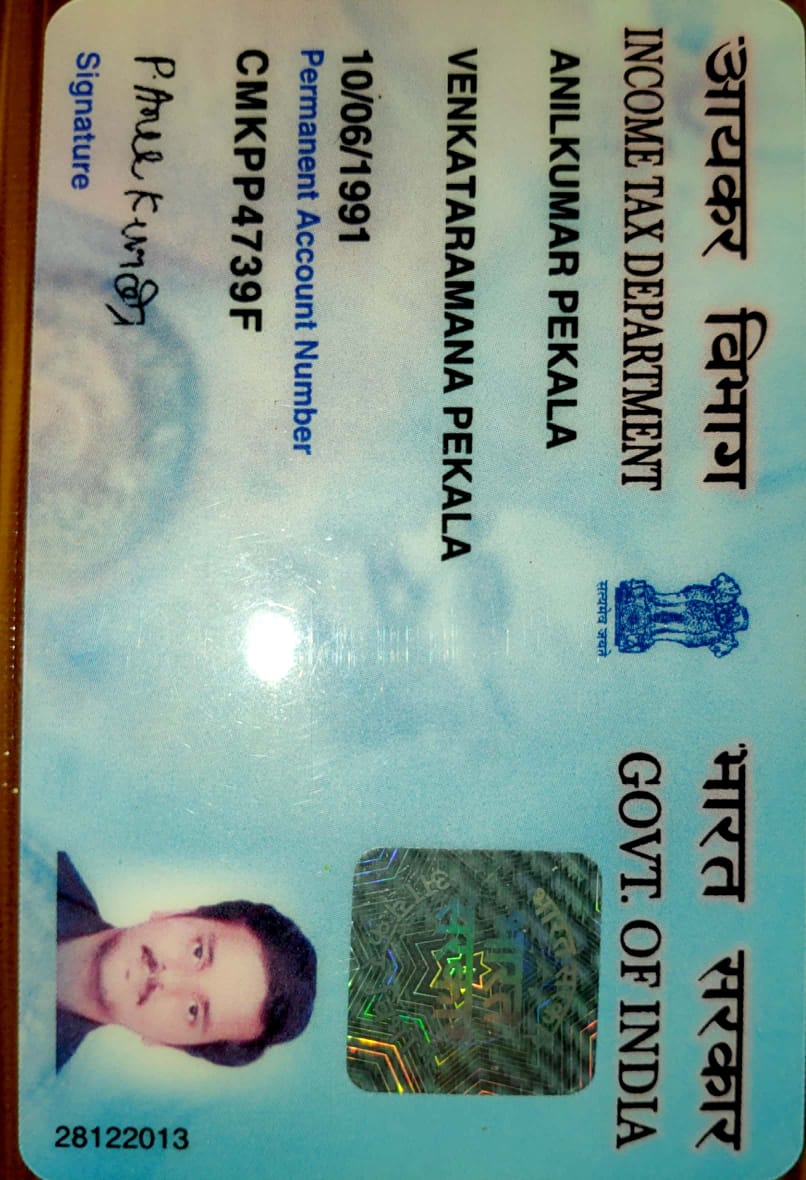 आयकर विभाग
INCOME TAX DEPARTMENT
सत्यमेव जयते
भारत सरकार
GOVT. OF INDIA
ANILKUMAR PEKALA
VENKATARAMANA PEKALA
10/06/1991
Permanent Account Number
CMKPP4739F
P. Anil Kumar
Signature
28122013